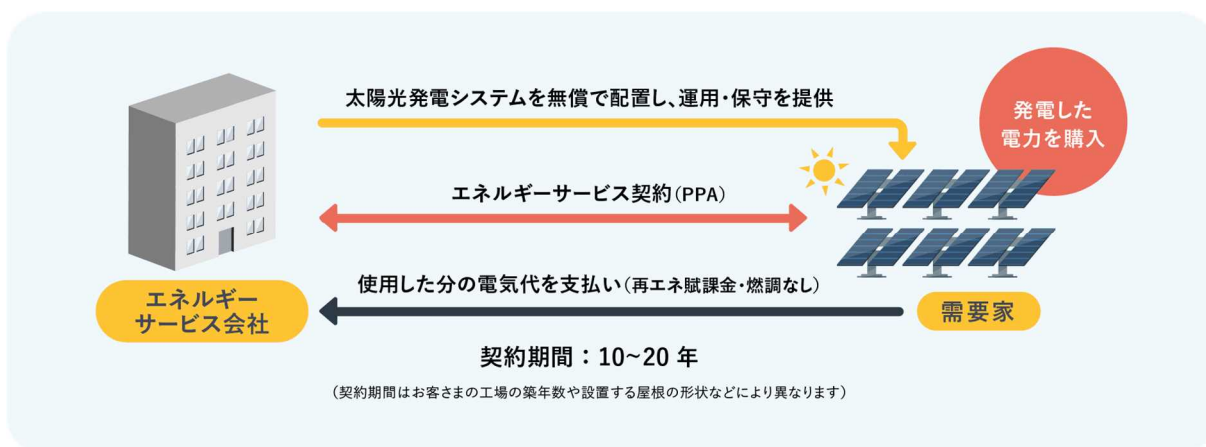 太陽光発電システムを無償で配置し、運用・保守を提供
発電した
電力を購入
エネルギーサービス契約(PPA)
使用した分の電気代を支払い(再エネ賦課金・燃調なし)
エネルギー
サービス会社
需要家
契約期間：10~20 年
(契約期間はお客さまの工場の築年数や設置する屋根の形状などにより異なります)